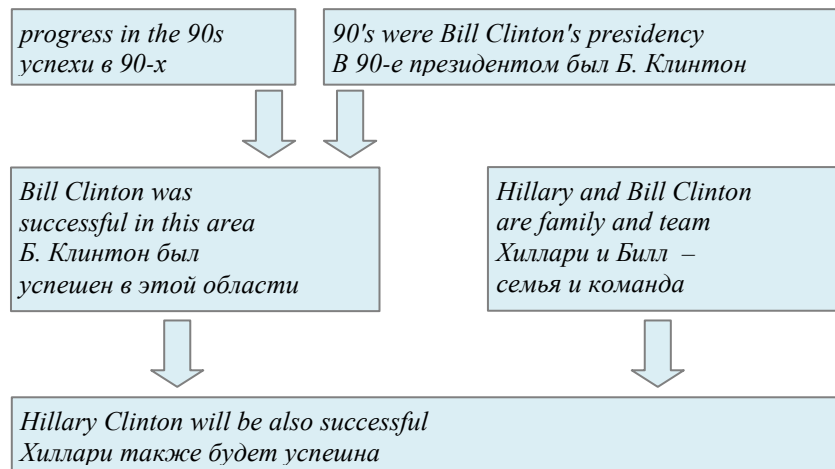 progress in the 90s
успехи в 90-х
90's were Bill Clinton's presidency
В 90-е президентом был Б. Клинтон
Bill Clinton was
successful in this area
Б. Клинтон был
успешен в этой области
Hillary and Bill Clinton
are family and team
Хиллари и Билл –
семья и команда
Hillary Clinton will be also successful
Хиллари также будет успешна